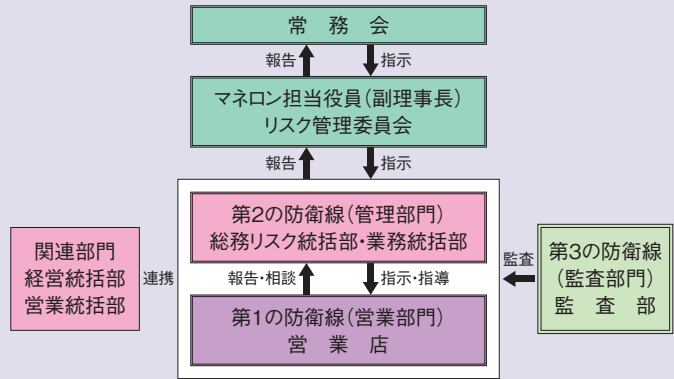 常務会
報告
指示
マネロン担当役員(副理事長)
リスク管理委員会
報告
指示
第2の防衛線(管理部門)
総務リスク統括部・業務統括部
関連部門
経営統括部
営業統括部
連携
報告・相談
指示・指導
監査
第3の防衛線
(監査部門)
監査部
第1の防衛線(営業部門)
営業店